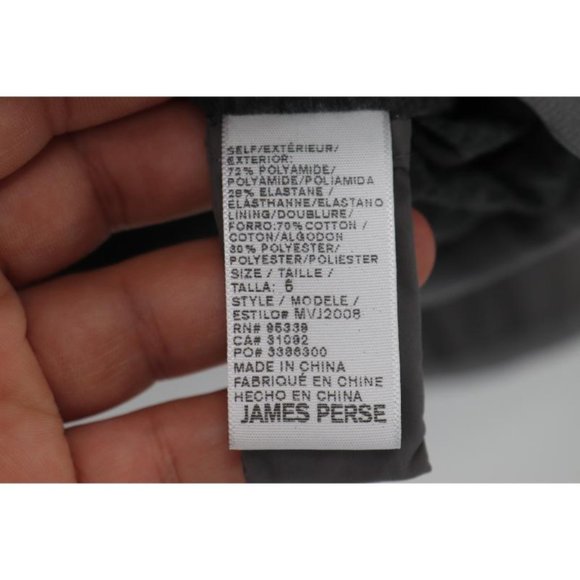 SELF/EXTÉRIEUR/
EXTERIOR:
72% POLYAMIDE/
POLYAMIDE/POLIAMIDA
28% ELASTANE /
ELASTHANNE/ELASTANO
LINING/DOUBLURE/
FORRO:70% COTTON /
COTON/ALGODON
30% POLYESTER/
POLYESTER/POLIESTER
SIZE / TAILLE /
TALLA:
STYLE / MODELE /
ESTILO# MVJ2008
RN# 95339
CA# 31092
PO# 3386300
MADE IN CHINA
FABRIQUÉ EN CHINE
HECHO EN CHINA
JAMES PERSE